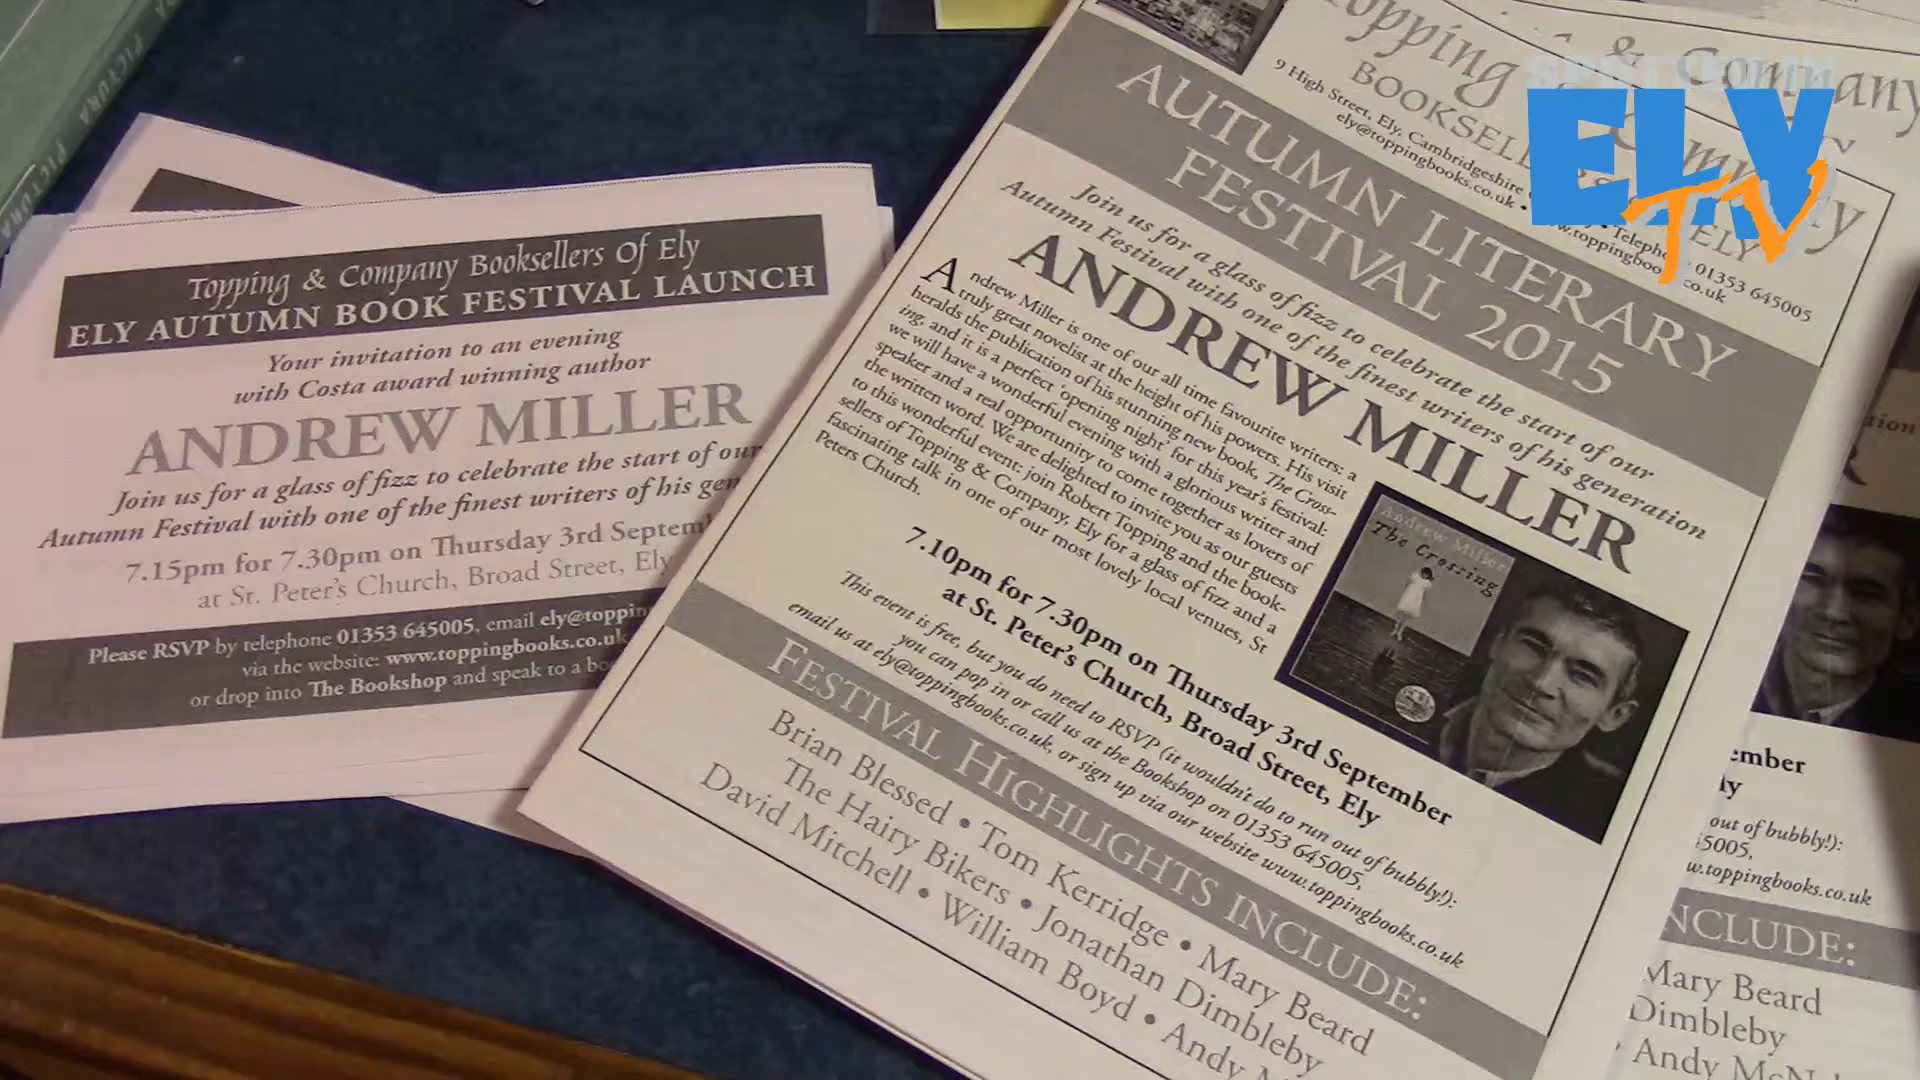 PICTURA PICTURA PICTURA
Topping & Company Booksellers of Ely
ELY AUTUMN BOOK FESTIVAL LAUNCH
Your invitation to an evening
with Costa award winning author
ANDREW MILLER
Join us for a glass of fizz to celebrate the start of our
Autumn Festival with one of the finest writers of his gen
7.15pm for 7.30pm on Thursday 3rd Septem
at St. Peter's Church, Broad Street, Ely
Please RSVP by telephone 01353 645005, email ely@toppin
via the website: www.toppingbooks.co.uk
or drop into The Bookshop and speak to a bo
Topping & Company
BOOKSELLE
9 High Street, Ely, Cambridgeshire
ely@toppingbooks.co.uk •
AUTUMN LITERARY
FESTIVAL 2015
Join us for a glass of fizz to celebrate the start of our
Autumn Festival with one of the finest writers of his generation
ANDREW MILLER
Andrew Miller is one of our all time favourite writers: a
truly great novelist at the height of his powers. His visit
heralds the publication of his stunning new book, The Cross-
ing, and it is a perfect 'opening night' for this year's festival:
we will have a wonderful evening with a glorious writer and
speaker and a real opportunity to come together as lovers of
the written word. We are delighted to invite you as our guests
to this wonderful event: join Robert Topping and the book-
sellers of Topping & Company, Ely for a glass of fizz and a
fascinating talk in one of our most lovely local venues, St
Peters Church.
Andrew Miller
The Crossing
7.10pm for 7.30pm on Thursday 3rd September
at St. Peter's Church, Broad Street, Ely
This event is free, but you do need to RSVP (it wouldn't do to run out of bubbly!):
you can pop in or call us at the Bookshop on 01353 645005,
email us at ely@toppingbooks.co.uk, or sign up via our website www.toppingbooks.co.uk
FESTIVAL HIGHLIGHTS INCLUDE:
Brian Blessed • Tom Kerridge • Mary Beard
The Hairy Bikers • Jonathan Dimbleby
David Mitchell • William Boyd • Andy M
& Company
ELY
Telephone 01353 645005
www.toppingbooks.co.uk
ELY
TV
ember
ly
out of bubbly!):
45005,
w.toppingbooks.co.uk
NCLUDE:
Mary Beard
Dimbleby
• Andy McN